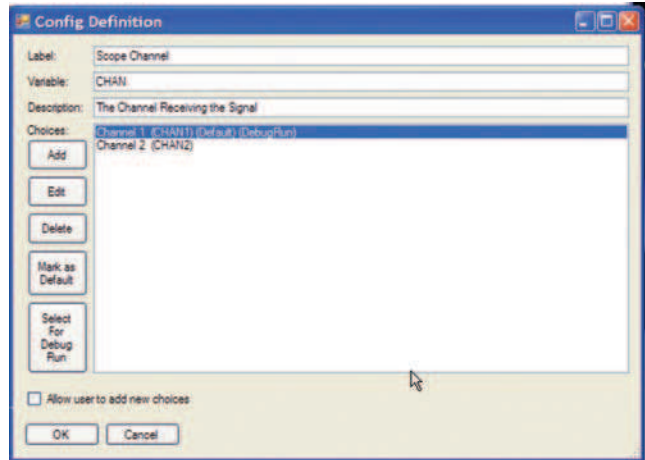 Config Definition
Label: Scope Channel
Variable: CHAN
Description: The Channel Receiving the Signal
Choices: Channel 1 (CHAN1) (Default) (DebugRun)
Channel 2 (CHAN2)
Add
Edit
Delete
Mark as
Default
Select
For
Debug
Run
Allow user to add new choices
OK Cancel